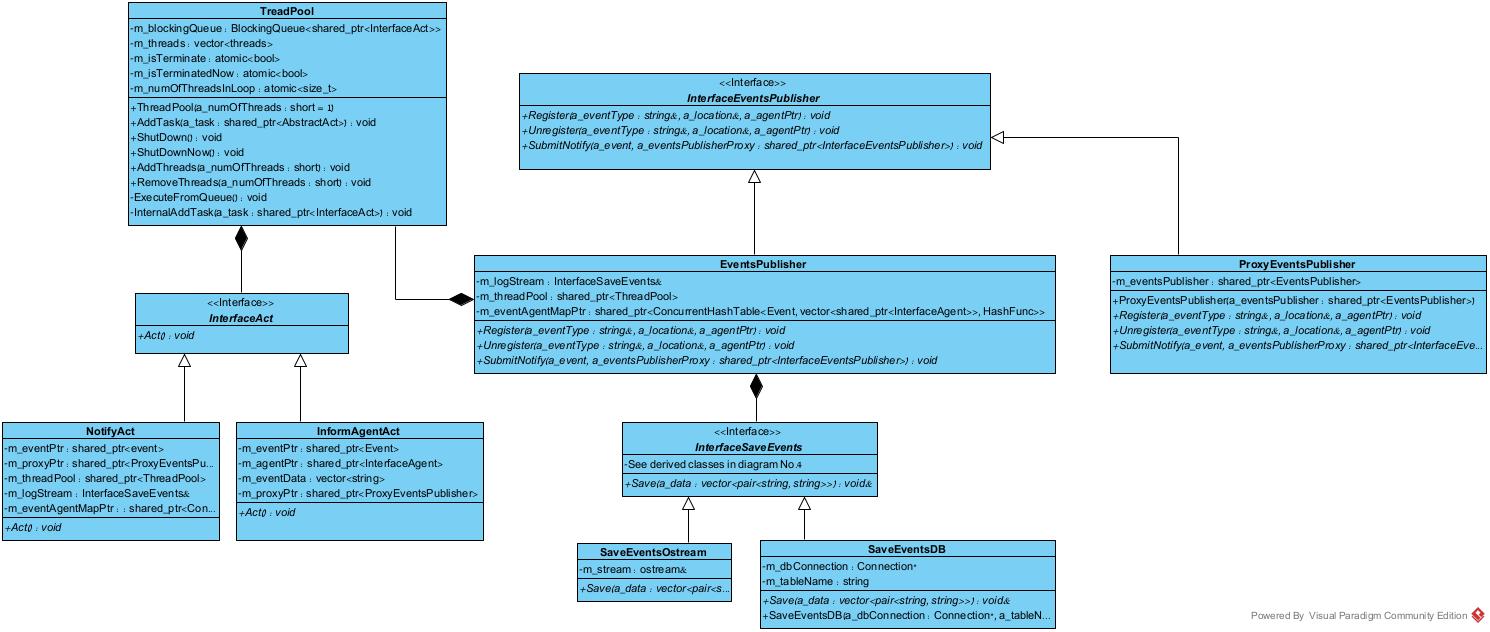 TreadPool
-m_blockingQueue : BlockingQueue<shared_ptr<InterfaceAct>>
-m_threads : vector<threads>
-m_isTerminate : atomic<bool>
-m_isTerminatedNow : atomic<bool>
-m_numOfThreadsInLoop : atomic<size_t>
+ThreadPool(a_numOfThreads : short = 1)
+AddTask(a_task : shared_ptr<AbstractAct>) : void
+ShutDown() : void
+ShutDownNow() : void
+AddThreads(a_numOfThreads : short) : void
+RemoveThreads(a_numOfThreads : short) : void
-ExecuteFromQueue() : void
-InternalAddTask(a_task : shared_ptr<InterfaceAct>) : void
<<Interface>>
InterfaceEventsPublisher
+Register(a_eventType : string&, a_location&, a_agentPtr) : void
+Unregister(a_eventType : string&, a_location&, a_agentPtr) : void
+SubmitNotify(a_event, a_eventsPublisherProxy : shared_ptr<InterfaceEventsPublisher>) : void
EventsPublisher
-m_logStream : InterfaceSaveEvents&
-m_threadPool : shared_ptr<ThreadPool>
-m_eventAgentMapPtr : shared_ptr<ConcurrentHashTable<Event, vector<shared_ptr<InterfaceAgent>>, HashFunc>>
+Register(a_eventType : string&, a_location&, a_agentPtr) : void
+Unregister(a_eventType : string&, a_location&, a_agentPtr) : void
+SubmitNotify(a_event, a_eventsPublisherProxy : shared_ptr<InterfaceEventsPublisher>) : void
ProxyEventsPublisher
-m_eventsPublisher : shared_ptr<EventsPublisher>
+ProxyEventsPublisher(a_eventsPublisher : shared_ptr<EventsPublisher>)
+Register(a_eventType : string&, a_location&, a_agentPtr) : void
+Unregister(a_eventType : string&, a_location&, a_agentPtr) : void
+SubmitNotify(a_event, a_eventsPublisherProxy : shared_ptr<InterfaceEve...
<<Interface>>
InterfaceAct
+Act() : void
NotifyAct
-m_eventPtr : shared_ptr<event>
-m_proxyPtr : shared_ptr<ProxyEventsPu...
-m_threadPool : shared_ptr<ThreadPool>
-m_logStream : InterfaceSaveEvents&
-m_eventAgentMapPtr : : shared_ptr<Con...
+Act() : void
InformAgentAct
-m_eventPtr : shared_ptr<Event>
-m_agentPtr : shared_ptr<InterfaceAgent>
-m_eventData : vector<string>
-m_proxyPtr : shared_ptr<ProxyEventsPublisher>
+Act() : void
<<Interface>>
InterfaceSaveEvents
-See derived classes in diagram No.4
+Save(a_data : vector<pair<string, string>>) : void&
SaveEventsOstream
-m_stream : ostream&
+Save(a_data : vector<pair<s...
SaveEventsDB
-m_dbConnection : Connection*
-m_tableName : string
+Save(a_data : vector<pair<string, string>>) : void&
+SaveEventsDB(a_dbConnection : Connection*, a_tableN...
Powered By Visual Paradigm Community Edition